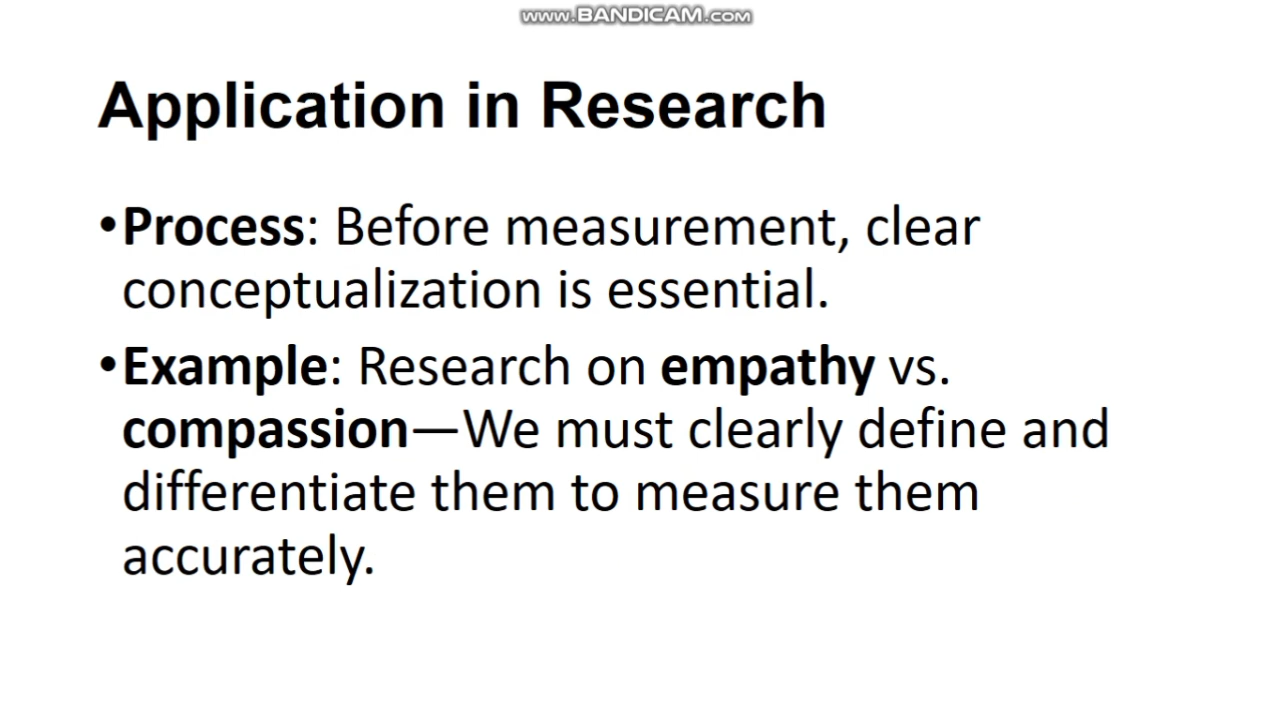 www.BANDICAM.com
Application in Research
•Process: Before measurement, clear
conceptualization is essential.
•Example: Research on empathy vs.
compassion—We must clearly define and
differentiate them to measure them
accurately.